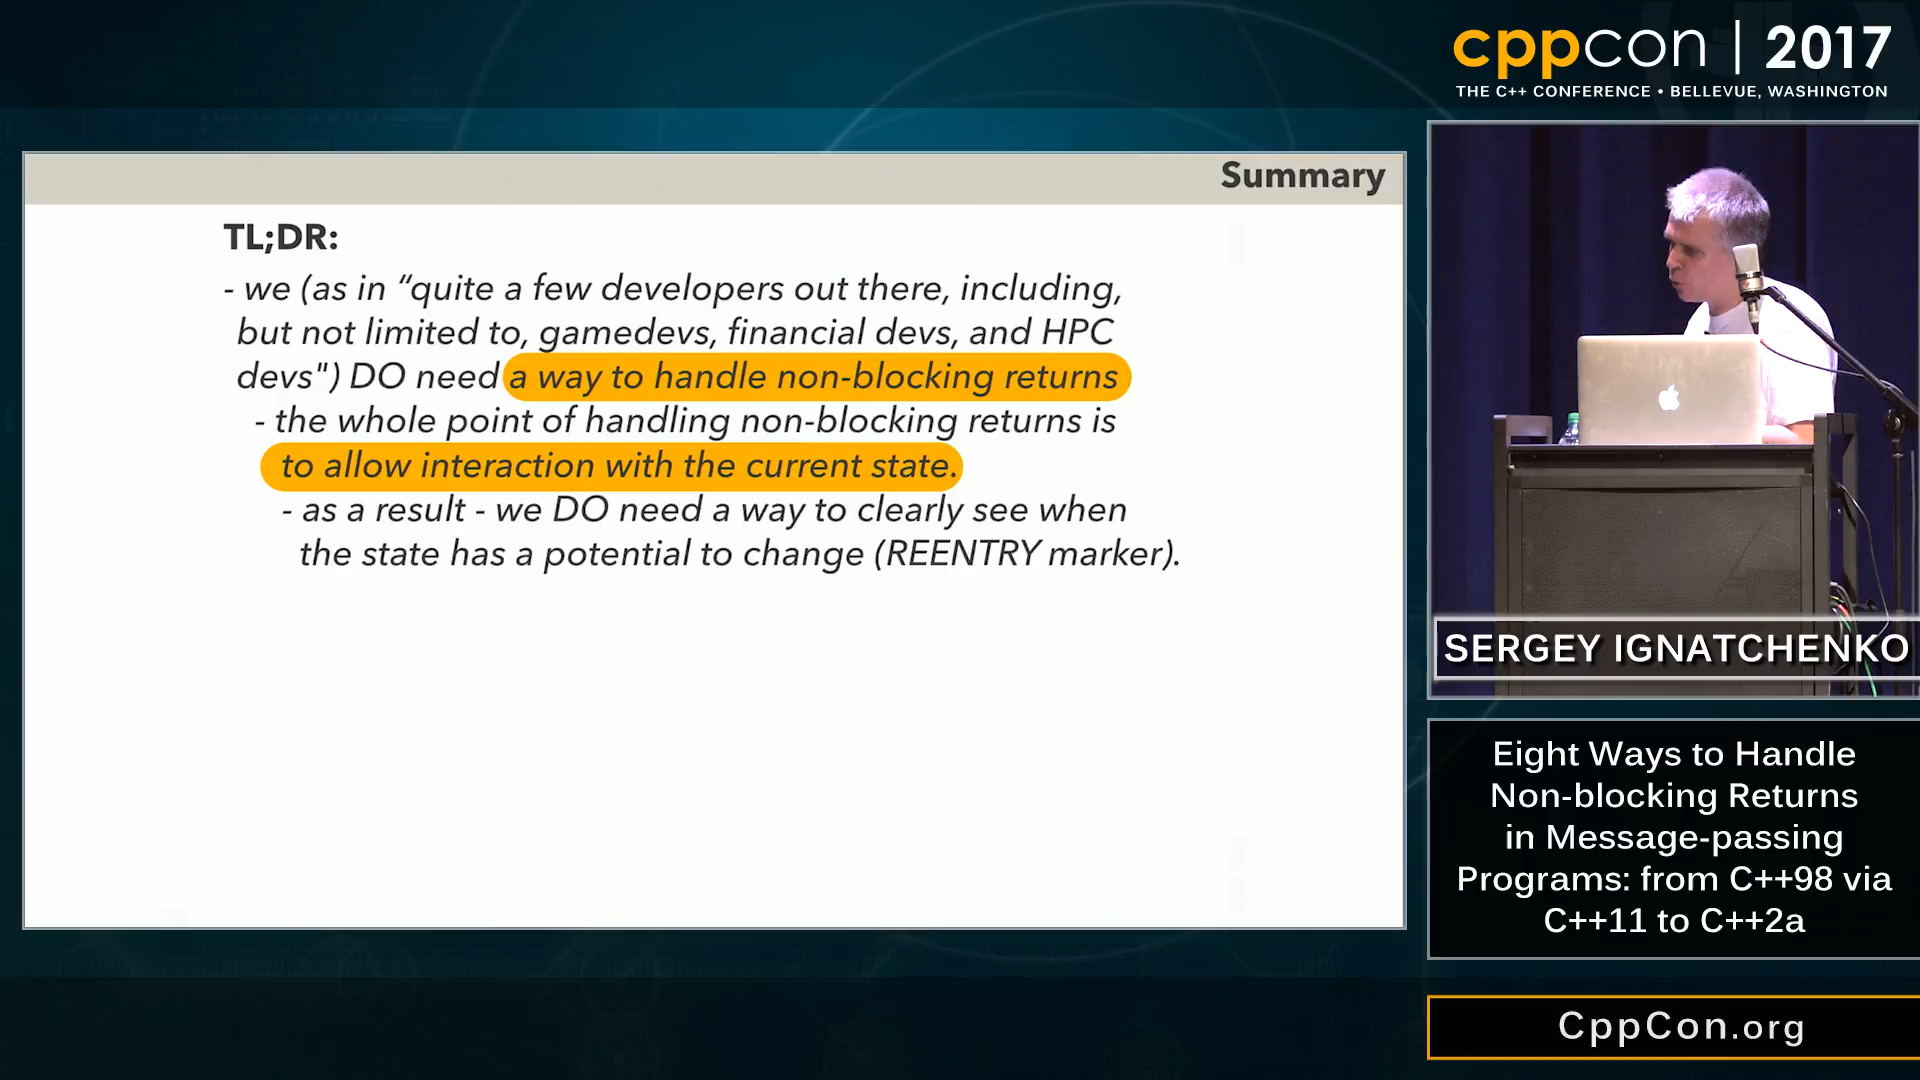 cppcon | 2017
THE C++ CONFERENCE • BELLEVUE, WASHINGTON
Summary
TL;DR:
- we (as in “quite a few developers out there, including,
but not limited to, gamedevs, financial devs, and HPC
devs") DO need a way to handle non-blocking returns
- the whole point of handling non-blocking returns is
to allow interaction with the current state.
- as a result - we DO need a way to clearly see when
the state has a potential to change (REENTRY marker).
SERGEY IGNATCHENKO
Eight Ways to Handle
Non-blocking Returns
in Message-passing
Programs: from C++98 via
C++11 to C++2a
CppCon.org